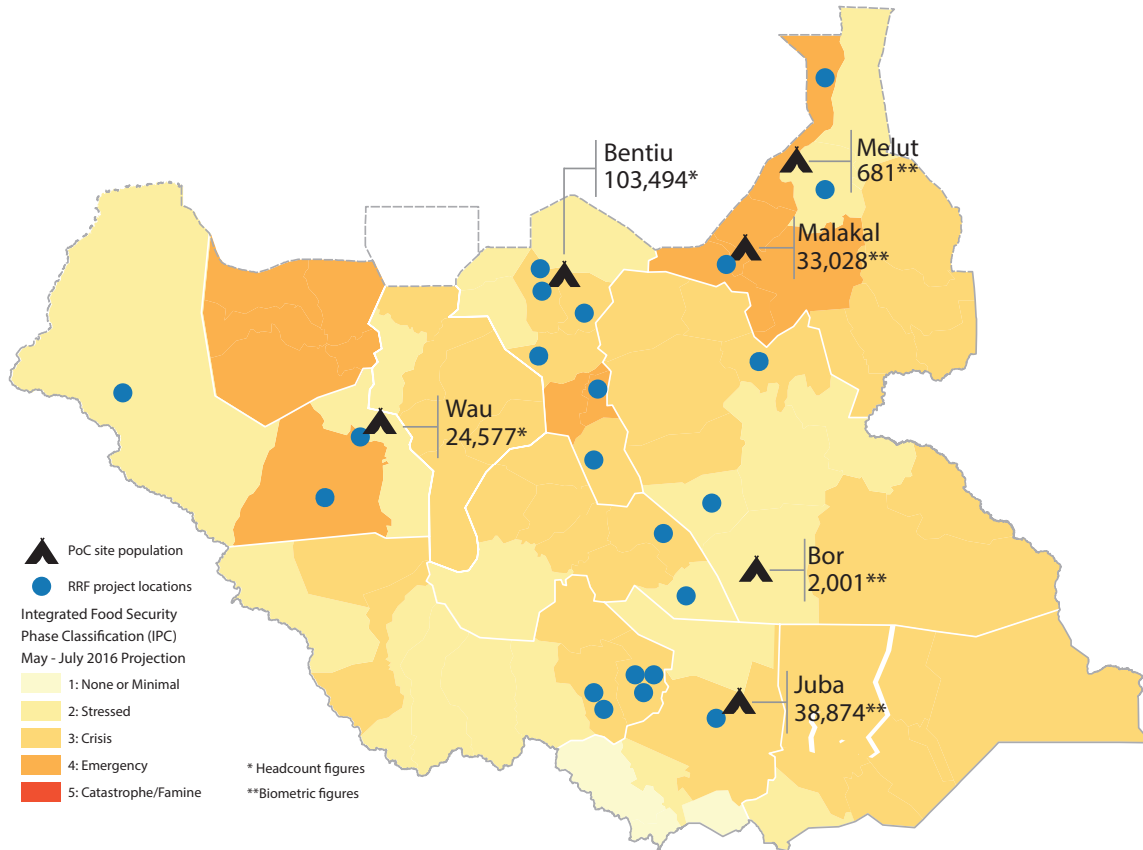 Bentiu
103,494*
Melut
681**
Malakal
33,028**
Wau
24,577*
Bor
2,001**
Juba
38,874**
PoC site population
RRF project locations
Integrated Food Security
Phase Classification (IPC)
May - July 2016 Projection
1: None or Minimal
2: Stressed
3: Crisis
4: Emergency
5: Catastrophe/Famine
* Headcount figures
**Biometric figures